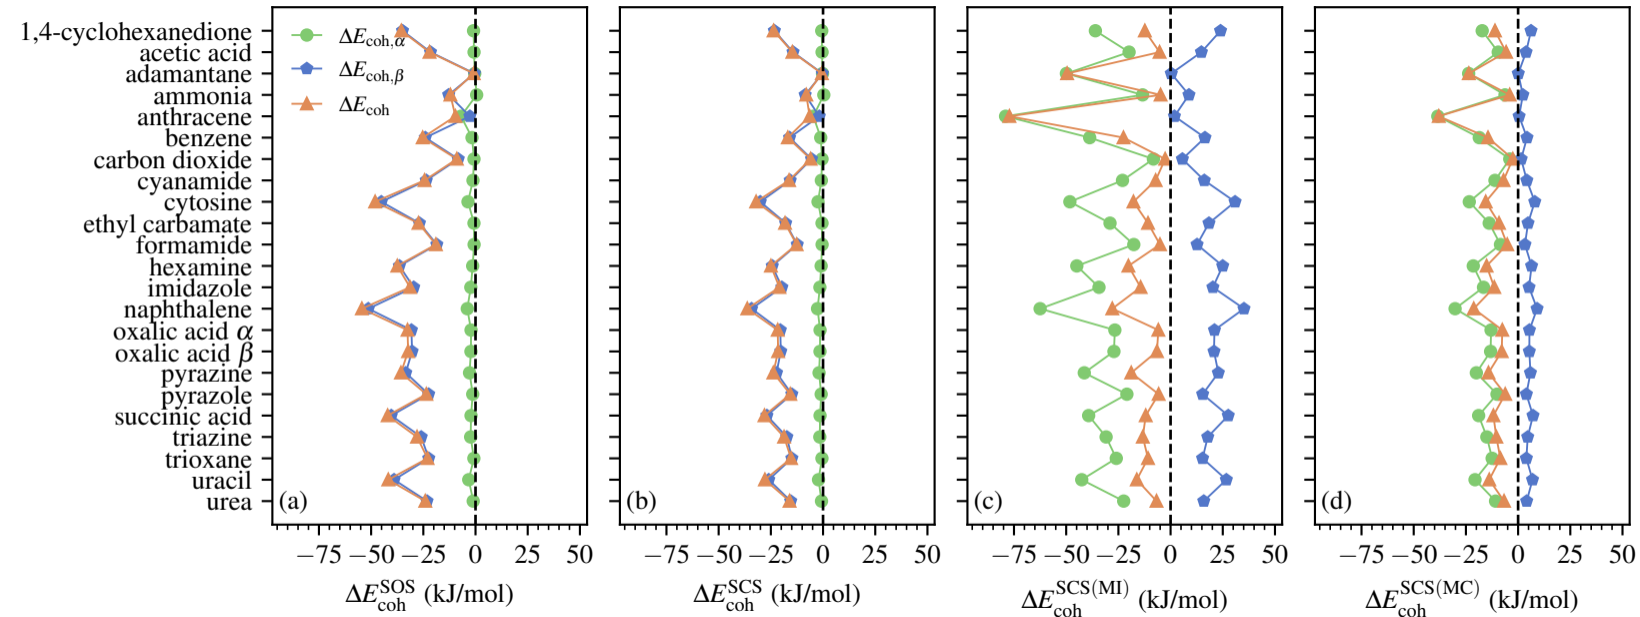 1,4-cyclohexanedione
acetic acid
adamantane
ammonia
anthracene
benzene
carbon dioxide
cyanamide
cytosine
ethyl carbamate
formamide
hexamine
imidazole
naphthalene
oxalic acid α
oxalic acid β
pyrazine
pyrazole
succinic acid
triazine
trioxane
uracil
urea
ΔE_coh,α
ΔE_coh,β
ΔE_coh
(a)
(b)
(c)
(d)
−75 −50 −25 0 25 50
−75 −50 −25 0 25 50
−75 −50 −25 0 25 50
−75 −50 −25 0 25 50
ΔE_coh^SOS (kJ/mol)
ΔE_coh^SCS (kJ/mol)
ΔE_coh^SCS(MI) (kJ/mol)
ΔE_coh^SCS(MC) (kJ/mol)